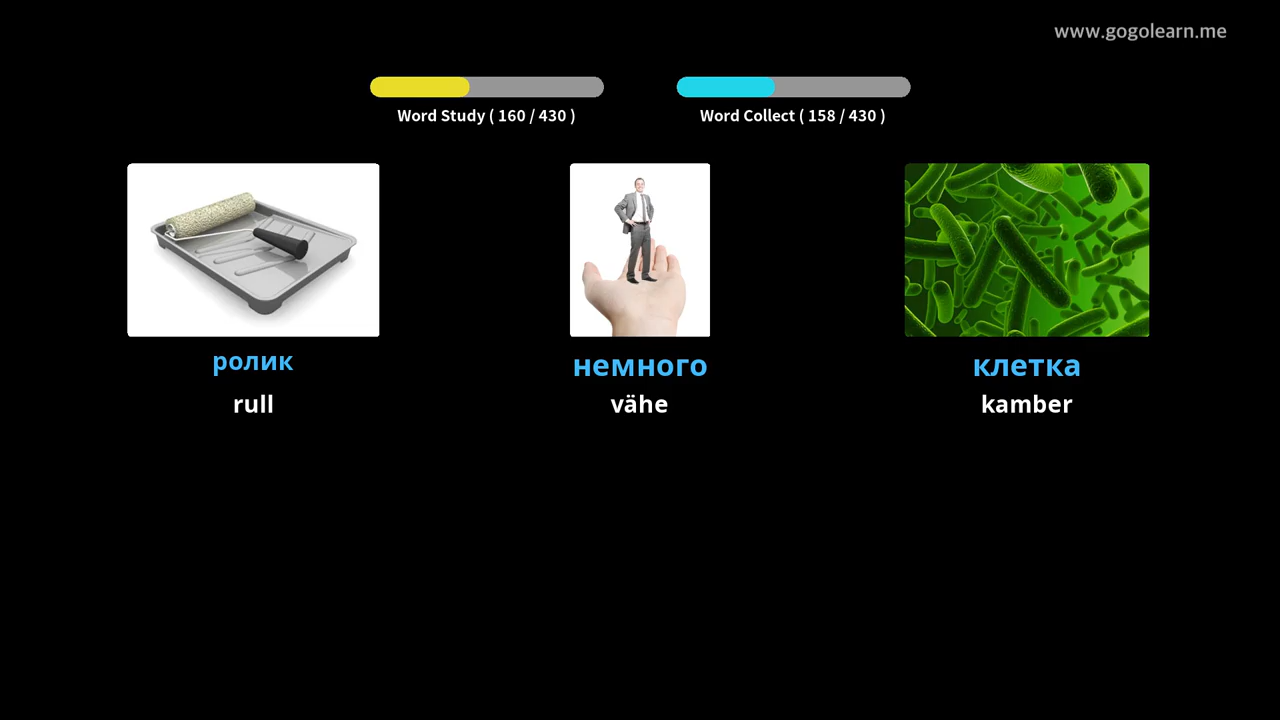 www.gogolearn.me
Word Study ( 160 / 430 )
Word Collect ( 158 / 430 )
ролик
немного
клетка
rull
vähe
kamber